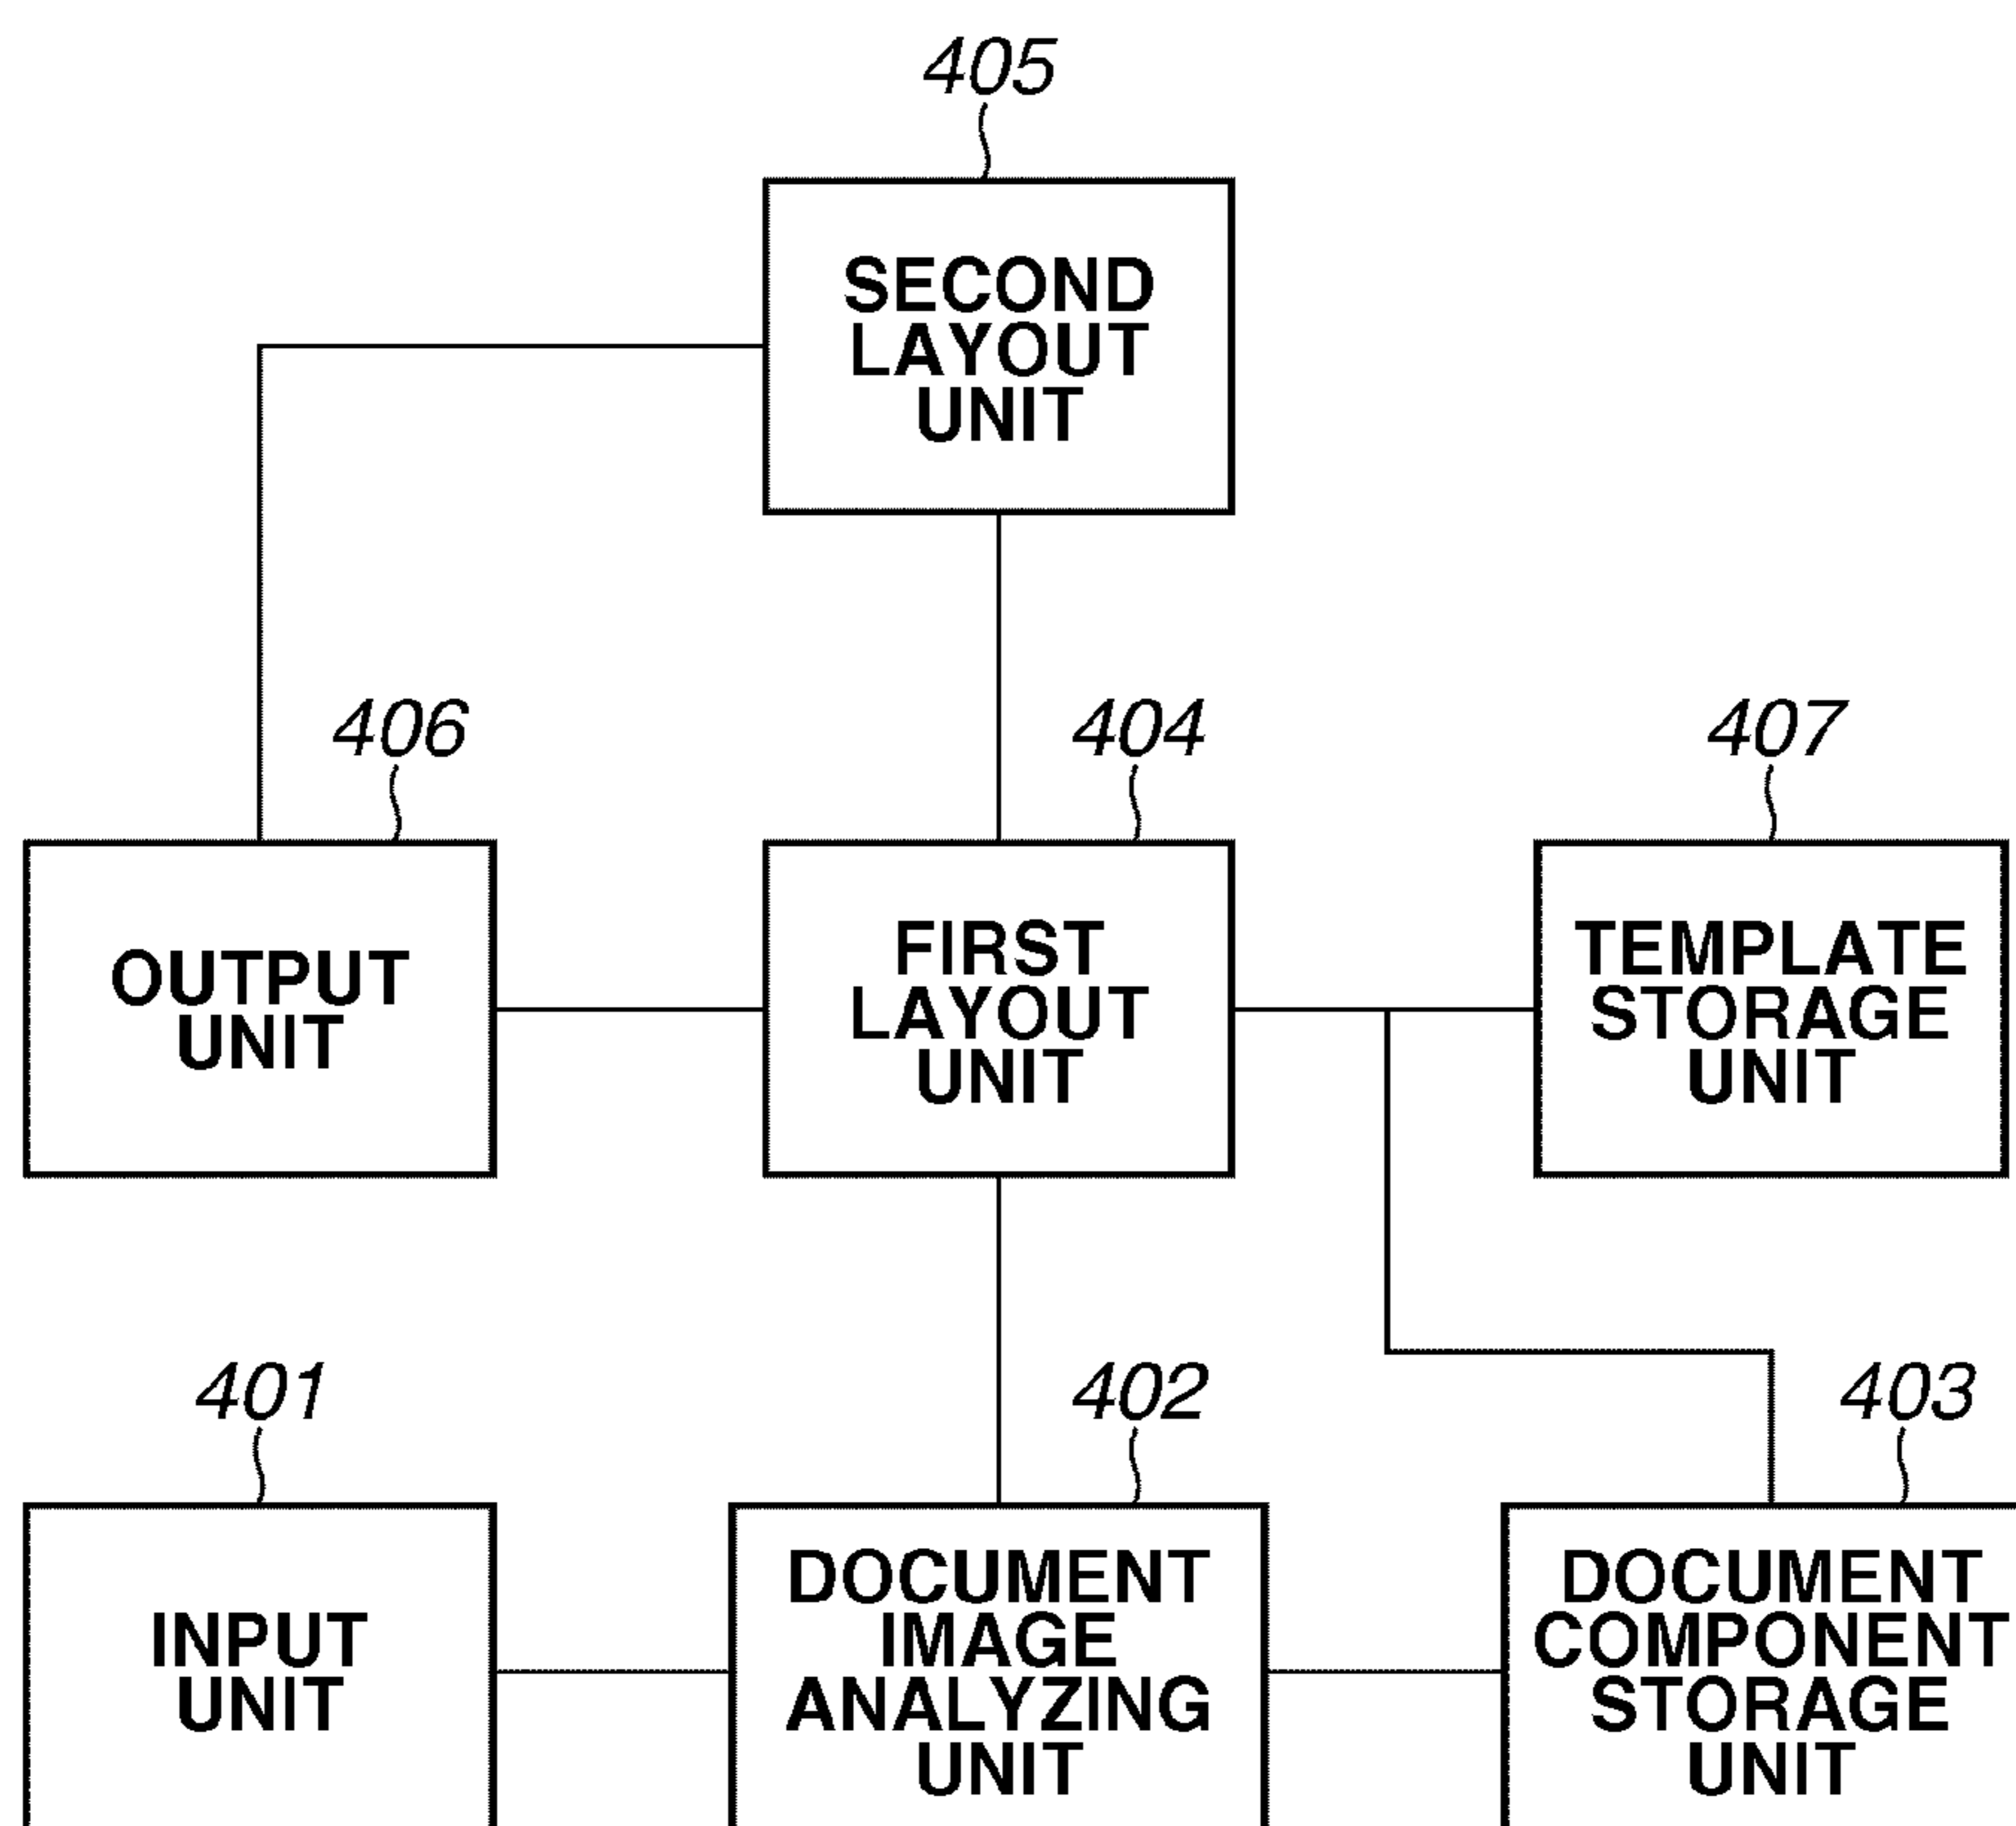 405
SECOND
LAYOUT
UNIT
406
404
407
OUTPUT
UNIT
FIRST
LAYOUT
UNIT
TEMPLATE
STORAGE
UNIT
401
402
403
INPUT
UNIT
DOCUMENT
IMAGE
ANALYZING
UNIT
DOCUMENT
COMPONENT
STORAGE
UNIT